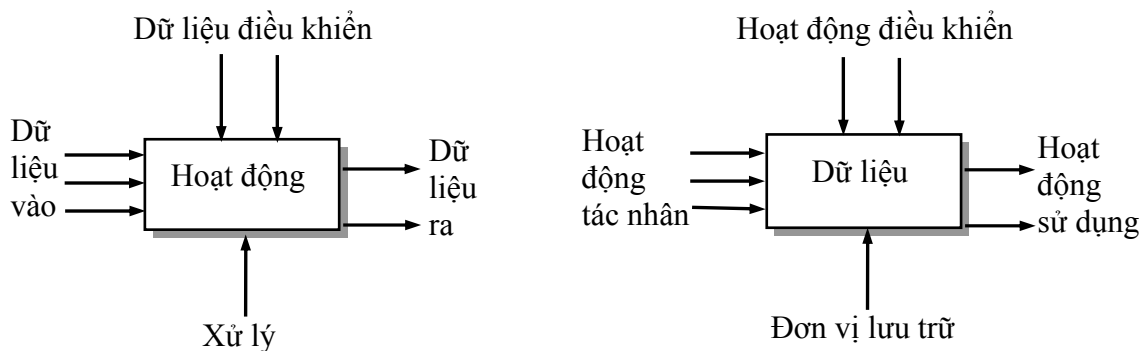 Dữ liệu điều khiển
Dữ
liệu
vào
Hoạt động
Dữ
liệu
ra
Xử lý
Hoạt động điều khiển
Hoạt
động
tác nhân
Dữ liệu
Hoạt
động
sử dụng
Đơn vị lưu trữ